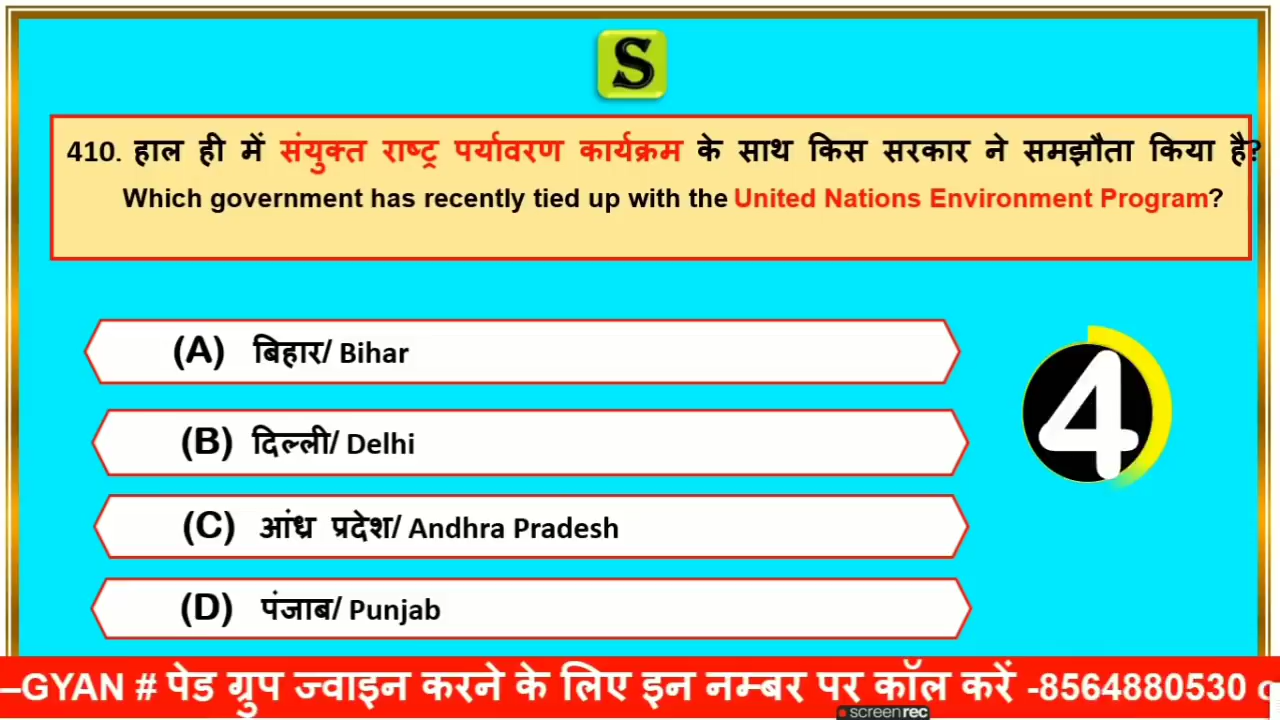 S
410. हाल ही में संयुक्त राष्ट्र पर्यावरण कार्यक्रम के साथ किस सरकार ने समझौता किया है?
Which government has recently tied up with the United Nations Environment Program?
(A) बिहार/ Bihar
4
(B) दिल्ली/ Delhi
(C) आंध्र प्रदेश/ Andhra Pradesh
(D) पंजाब/ Punjab
–GYAN # पेड ग्रुप ज्वाइन करने के लिए इन नम्बर पर कॉल करें -8564880530
screenrec